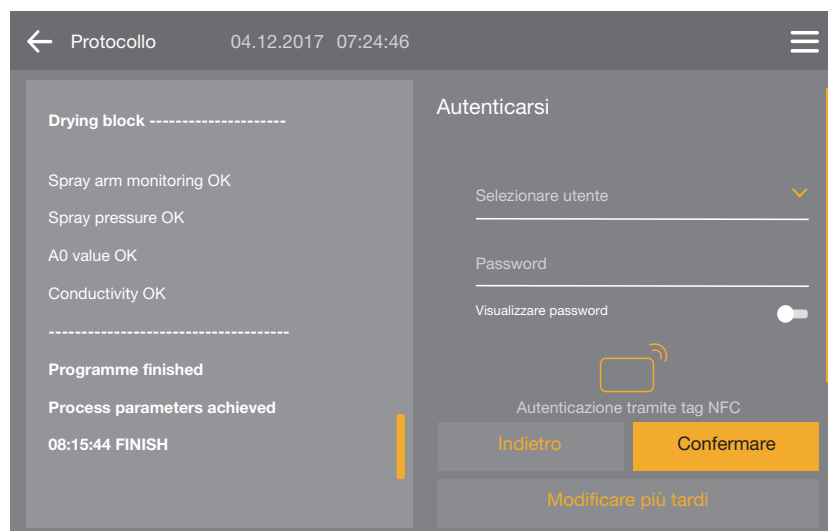 Protocollo 04.12.2017 07:24:46
Drying block ---------------------
Spray arm monitoring OK
Spray pressure OK
A0 value OK
Conductivity OK
-------------------------------------
Programme finished
Process parameters achieved
08:15:44 FINISH
Autenticarsi
Selezionare utente
Password
Visualizzare password
Autenticazione tramite tag NFC
Indietro Confermare
Modificare più tardi